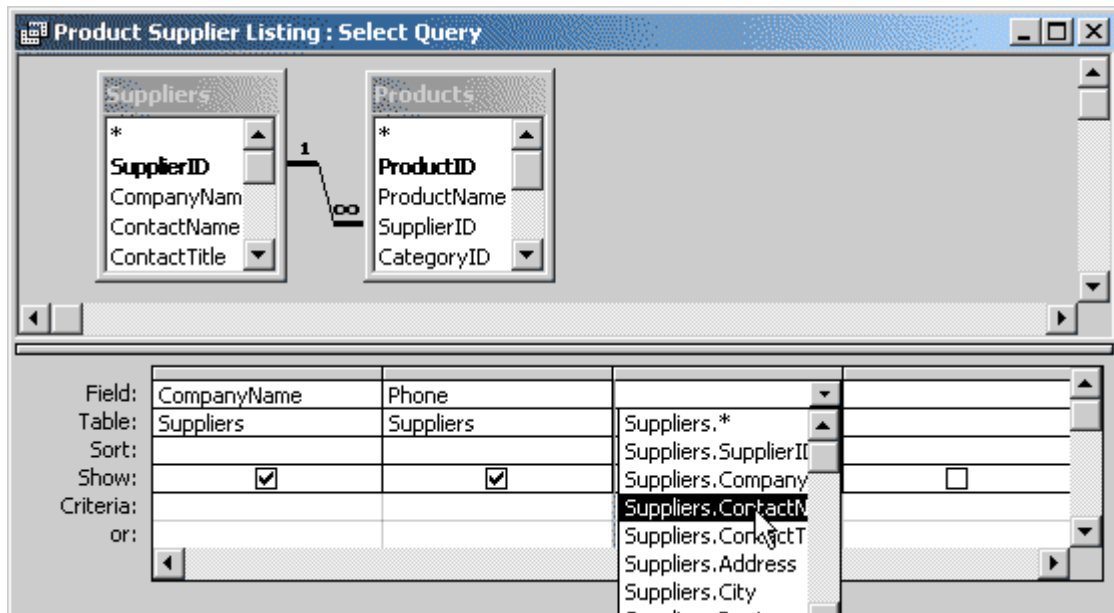 Product Supplier Listing : Select Query
Suppliers
*
SupplierID
CompanyNam
ContactName
ContactTitle
1
∞
Products
*
ProductID
ProductName
SupplierID
CategoryID
Field: CompanyName Phone
Table: Suppliers Suppliers
Sort:
Show:
Criteria:
or:
Suppliers.*
Suppliers.SupplierID
Suppliers.Company
Suppliers.ContactN
Suppliers.ContactT
Suppliers.Address
Suppliers.City